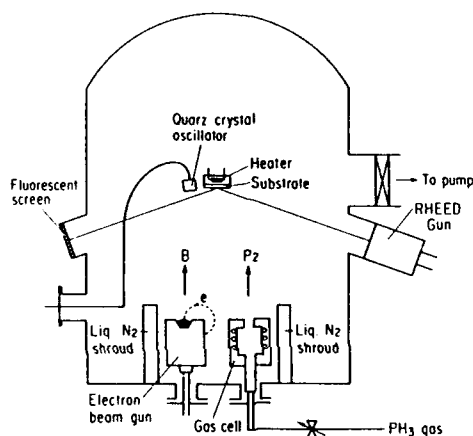 Quarz crystal
oscillator
Heater
Substrate
Fluorescent
screen
To pump
RHEED
Gun
B
P2
e
Liq. N2
shroud
Liq. N2
shroud
Electron
beam gun
Gas cell
PH3 gas